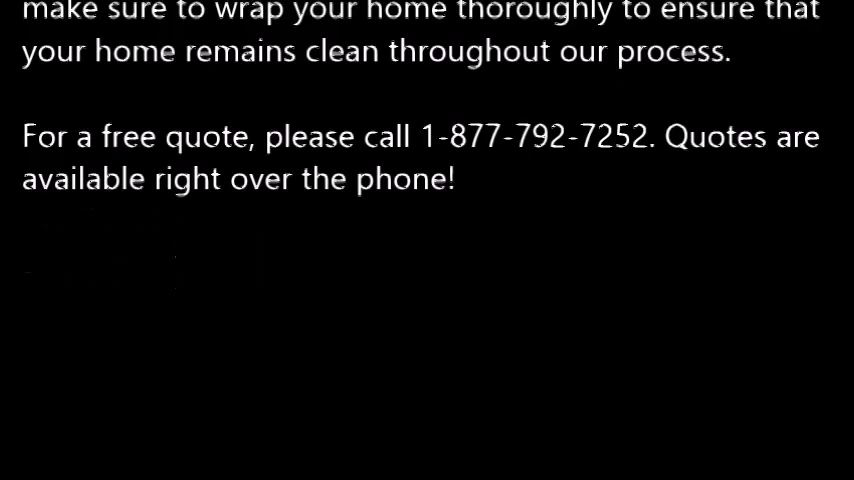 make sure to wrap your home thoroughly to ensure that
your home remains clean throughout our process.
For a free quote, please call 1-877-792-7252. Quotes are
available right over the phone!